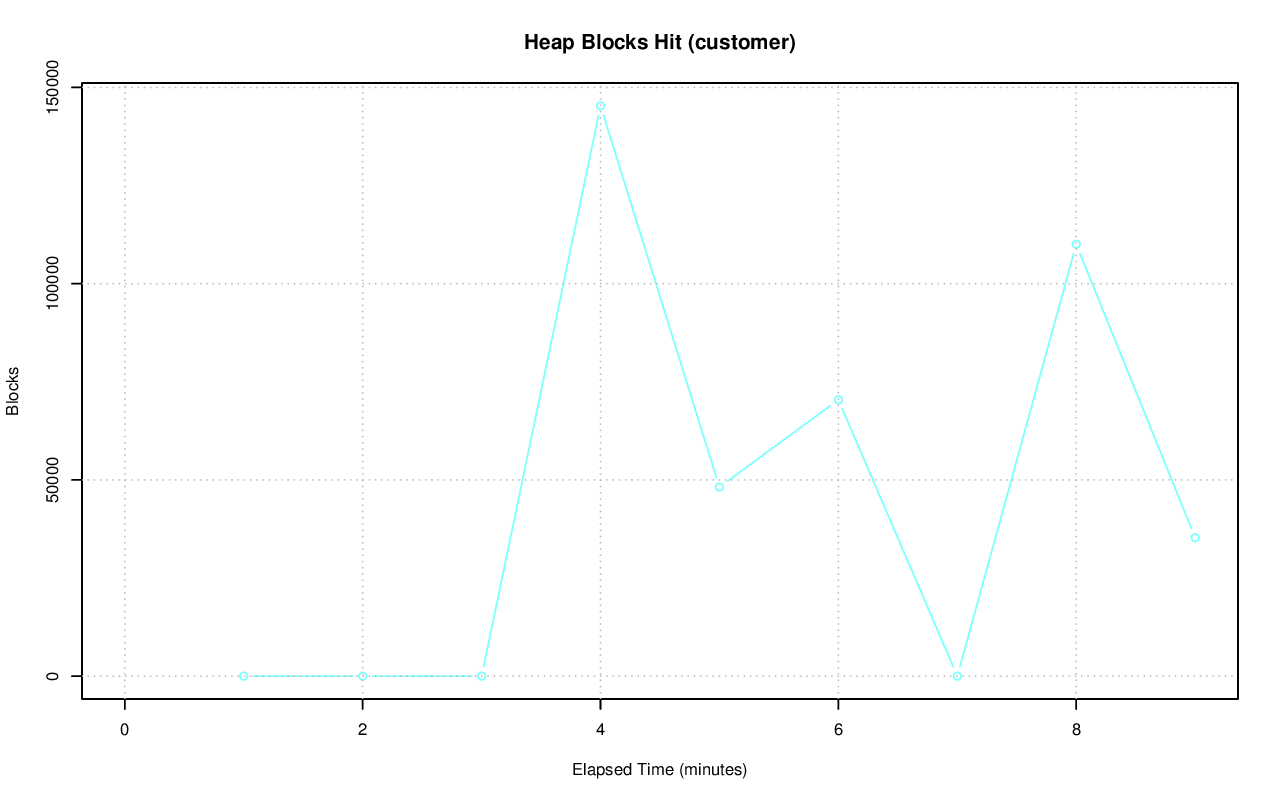 Heap Blocks Hit (customer)
150000
100000
50000
0
Blocks
0 2 4 6 8
Elapsed Time (minutes)